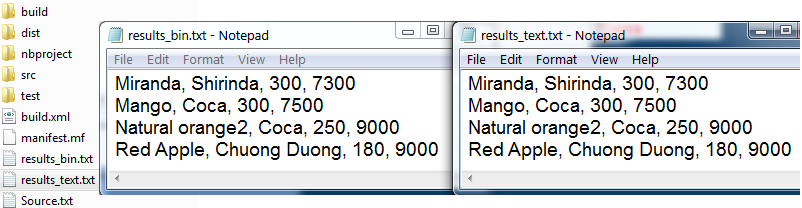 build
dist
nbproject
src
test
build.xml
manifest.mf
results_bin.txt
results_text.txt
Source.txt
results_bin.txt - Notepad
File Edit Format View Help
Miranda, Shirinda, 300, 7300
Mango, Coca, 300, 7500
Natural orange2, Coca, 250, 9000
Red Apple, Chuong Duong, 180, 9000
results_text.txt - Notepad
File Edit Format View Help
Miranda, Shirinda, 300, 7300
Mango, Coca, 300, 7500
Natural orange2, Coca, 250, 9000
Red Apple, Chuong Duong, 180, 9000